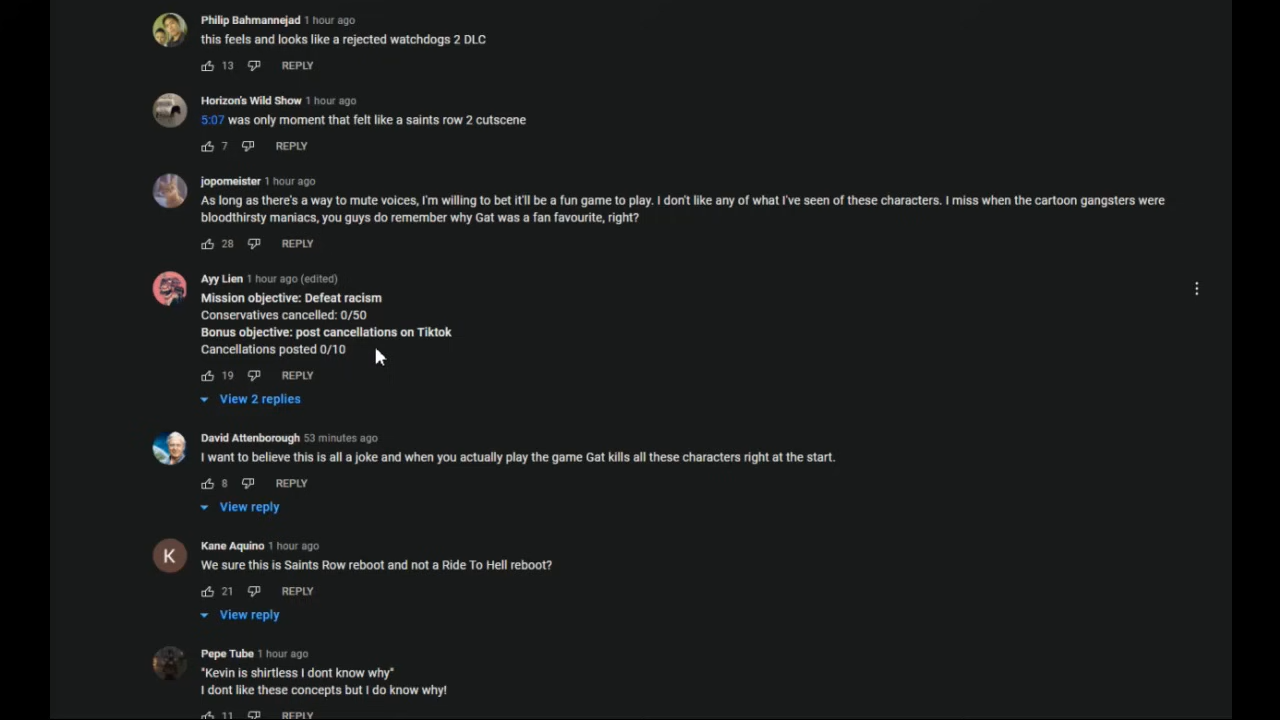 Philip Bahmannejad 1 hour ago
this feels and looks like a rejected watchdogs 2 DLC
13 REPLY
Horizon's Wild Show 1 hour ago
5:07 was only moment that felt like a saints row 2 cutscene
7 REPLY
jopomeister 1 hour ago
As long as there's a way to mute voices, I'm willing to bet it'll be a fun game to play. I don't like any of what I've seen of these characters. I miss when the cartoon gangsters were
bloodthirsty maniacs, you guys do remember why Gat was a fan favourite, right?
28 REPLY
Ayy Lien 1 hour ago (edited)
Mission objective: Defeat racism
Conservatives cancelled: 0/50
Bonus objective: post cancellations on Tiktok
Cancellations posted 0/10
19 REPLY
View 2 replies
David Attenborough 53 minutes ago
I want to believe this is all a joke and when you actually play the game Gat kills all these characters right at the start.
8 REPLY
View reply
K
Kane Aquino 1 hour ago
We sure this is Saints Row reboot and not a Ride To Hell reboot?
21 REPLY
View reply
Pepe Tube 1 hour ago
"Kevin is shirtless I dont know why"
I dont like these concepts but I do know why!
11 REPLY